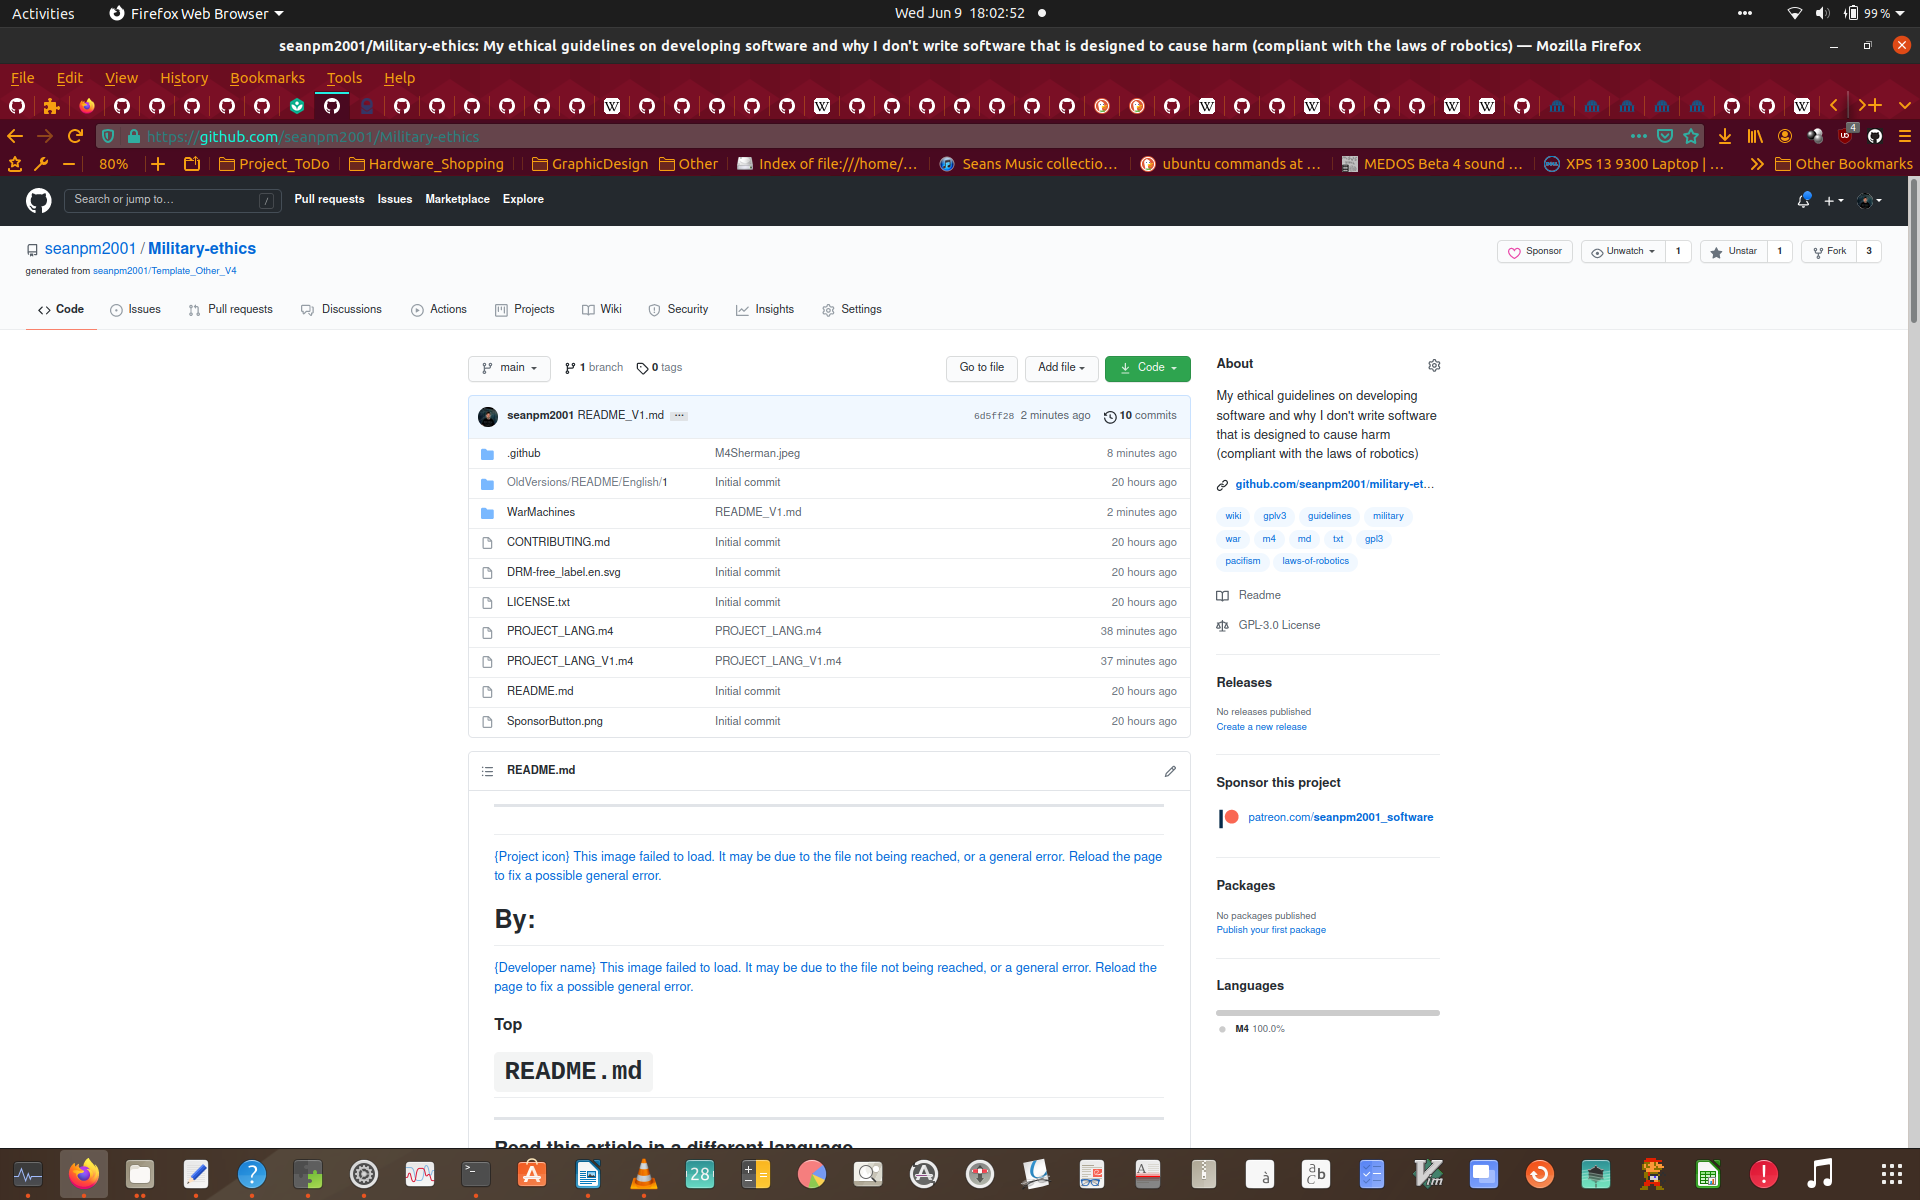 Activities Firefox Web Browser Wed Jun 9 18:02:52 99%
seanpm2001/Military-ethics: My ethical guidelines on developing software and why I don't write software that is designed to cause harm (compliant with the laws of robotics) — Mozilla Firefox
File Edit View History Bookmarks Tools Help
https://github.com/seanpm2001/Military-ethics 4
80% Project_ToDo Hardware_Shopping GraphicDesign Other Index of file:///home/… Seans Music collectio… ubuntu commands at … MEDOS Beta 4 sound … XPS 13 9300 Laptop | … Other Bookmarks
Search or jump to… / Pull requests Issues Marketplace Explore
seanpm2001 / Military-ethics Sponsor Unwatch 1 Unstar 1 Fork 3
generated from seanpm2001/Template_Other_V4
Code Issues Pull requests Discussions Actions Projects Wiki Security Insights Settings
main 1 branch 0 tags Go to file Add file Code
seanpm2001 README_V1.md ... 6d5ff28 2 minutes ago 10 commits
.github M4Sherman.jpeg 8 minutes ago
OldVersions/README/English/1 Initial commit 20 hours ago
WarMachines README_V1.md 2 minutes ago
CONTRIBUTING.md Initial commit 20 hours ago
DRM-free_label.en.svg Initial commit 20 hours ago
LICENSE.txt Initial commit 20 hours ago
PROJECT_LANG.m4 PROJECT_LANG.m4 38 minutes ago
PROJECT_LANG_V1.m4 PROJECT_LANG_V1.m4 37 minutes ago
README.md Initial commit 20 hours ago
SponsorButton.png Initial commit 20 hours ago
README.md
{Project icon} This image failed to load. It may be due to the file not being reached, or a general error. Reload the page
to fix a possible general error.
By:
{Developer name} This image failed to load. It may be due to the file not being reached, or a general error. Reload the
page to fix a possible general error.
Top
README.md
Read this article in a different language
About
My ethical guidelines on developing
software and why I don't write software
that is designed to cause harm
(compliant with the laws of robotics)
github.com/seanpm2001/military-et…
wiki gplv3 guidelines military
war m4 md txt gpl3
pacifism laws-of-robotics
Readme
GPL-3.0 License
Releases
No releases published
Create a new release
Sponsor this project
patreon.com/seanpm2001_software
Packages
No packages published
Publish your first package
Languages
M4 100.0%
28